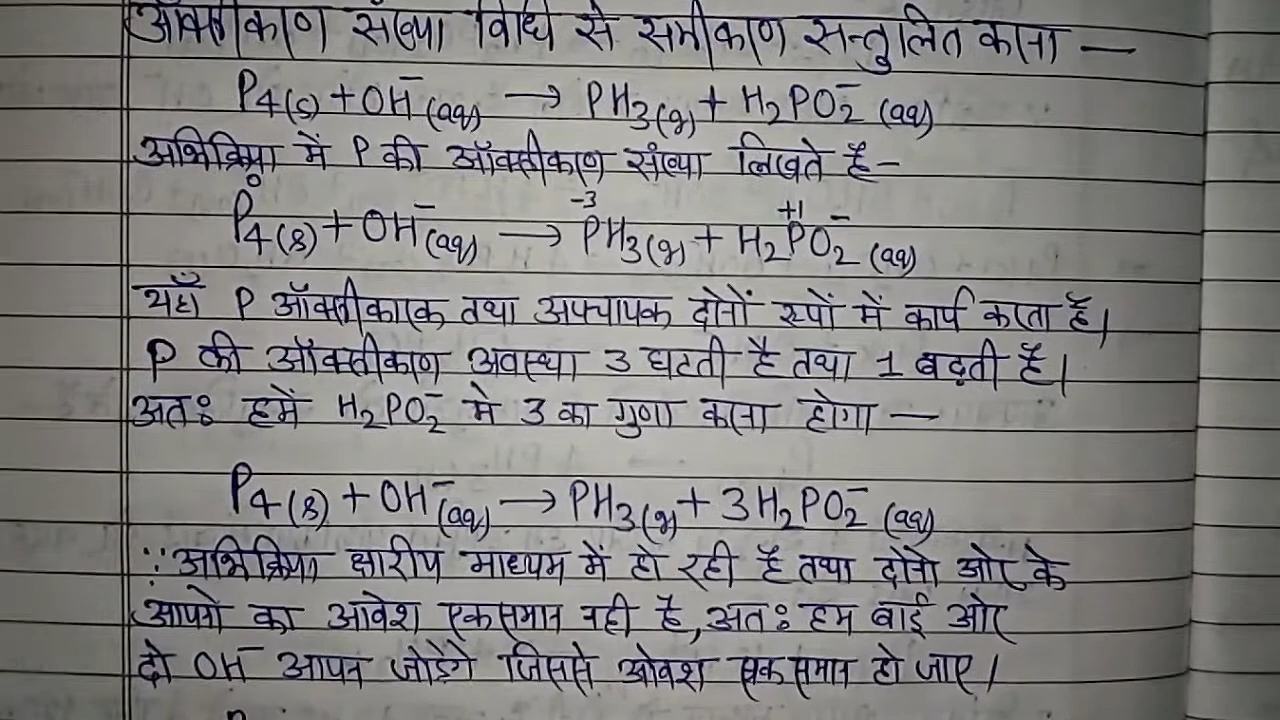 ऑक्सीकरण संख्या विधि से समीकरण सन्तुलित करना —
P₄(s) + OH⁻(aq) → PH₃(g) + H₂PO₂⁻(aq)
अभिक्रिया में P की ऑक्सीकरण संख्या लिखते है-
P₄⁰(s) + OH⁻(aq) → P⁻³H₃(g) + H₂P⁺¹O₂⁻(aq)
यहाँ P ऑक्सीकारक तथा अपचायक दोनों रूपों में कार्य करता है।
P की ऑक्सीकरण अवस्था 3 घटती है तथा 1 बढ़ती है।
अतः हमें H₂PO₂⁻ मे 3 का गुणा करना होगा —
P₄(s) + OH⁻(aq) → PH₃(g) + 3H₂PO₂⁻(aq)
∵ अभिक्रिया क्षारीय माध्यम में हो रही है तथा दोनो ओर के
आयनो का आवेश एकसमान नही है, अतः हम बाई ओर
दो OH⁻ आयन जोड़ेगे जिससे आवेश एकसमान हो जाए।